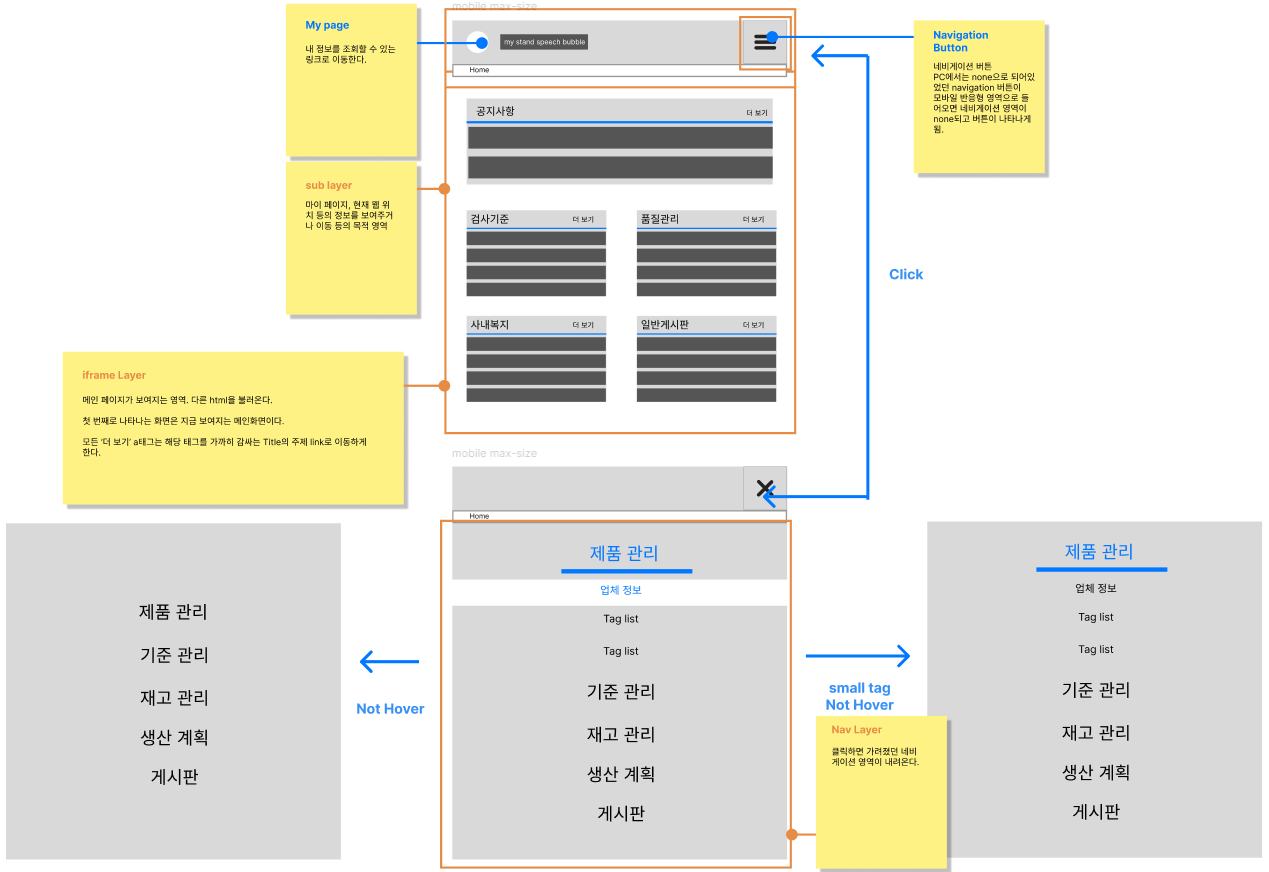 mobile max-size
My page
내 정보를 조회할 수 있는
링크로 이동한다.
my stand speech bubble
Home
Navigation
Button
네비게이션 버튼
PC에서는 none으로 되어있
었던 navigation 버튼이
모바일 반응형 영역으로 들
어오면 네비게이션 영역이
none되고 버튼이 나타나게
됨.
공지사항
더 보기
sub layer
마이 페이지, 현재 웹 위
치 등의 정보를 보여주거
나 이동 등의 목적 영역
검사기준
더 보기
품질관리
더 보기
Click
사내복지
더 보기
일반게시판
더 보기
iframe Layer
메인 페이지가 보여지는 영역. 다른 html을 불러온다.
첫 번째로 나타나는 화면은 지금 보여지는 메인화면이다.
모든 '더 보기' a태그는 해당 태그를 가까히 감싸는 Title의 주제 link로 이동하게
한다.
mobile max-size
Home
제품 관리
기준 관리
재고 관리
생산 계획
게시판
Not Hover
제품 관리
업체 정보
Tag list
Tag list
기준 관리
재고 관리
생산 계획
게시판
small tag
Not Hover
Nav Layer
클릭하면 가려졌던 네비
게이션 영역이 내려온다.
제품 관리
업체 정보
Tag list
Tag list
기준 관리
재고 관리
생산 계획
게시판